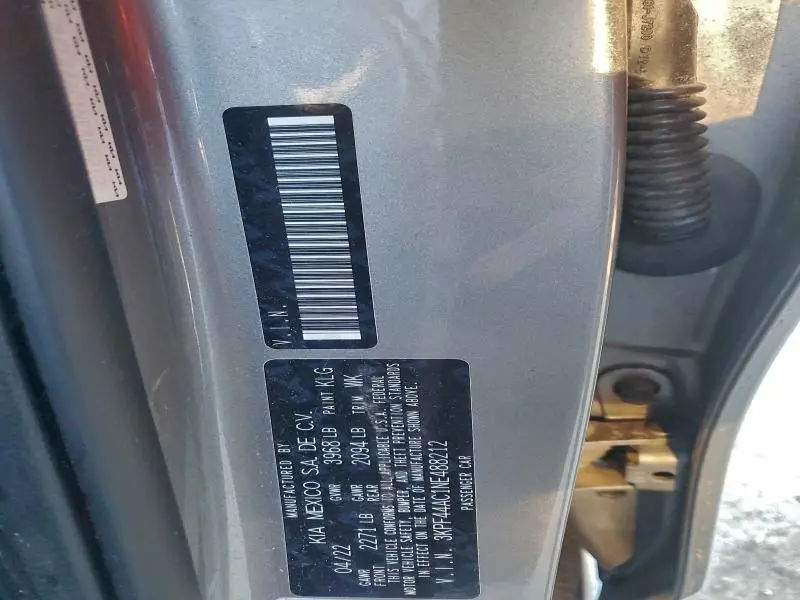 V.I.N.
MANUFACTURED BY
KIA MEXICO S.A. DE C.V.
04/22 GVWR 3968 LB PAINT KLG
GAWR FRONT 2271 LB GAWR REAR 2094 LB TRIM WK
THIS VEHICLE CONFORMS TO ALL APPLICABLE U.S.A. FEDERAL
MOTOR VEHICLE SAFETY, BUMPER, AND THEFT PREVENTION STANDARDS
IN EFFECT ON THE DATE OF MANUFACTURE SHOWN ABOVE.
V.I.N. 3KPF44AC1NE488212
PASSENGER CAR